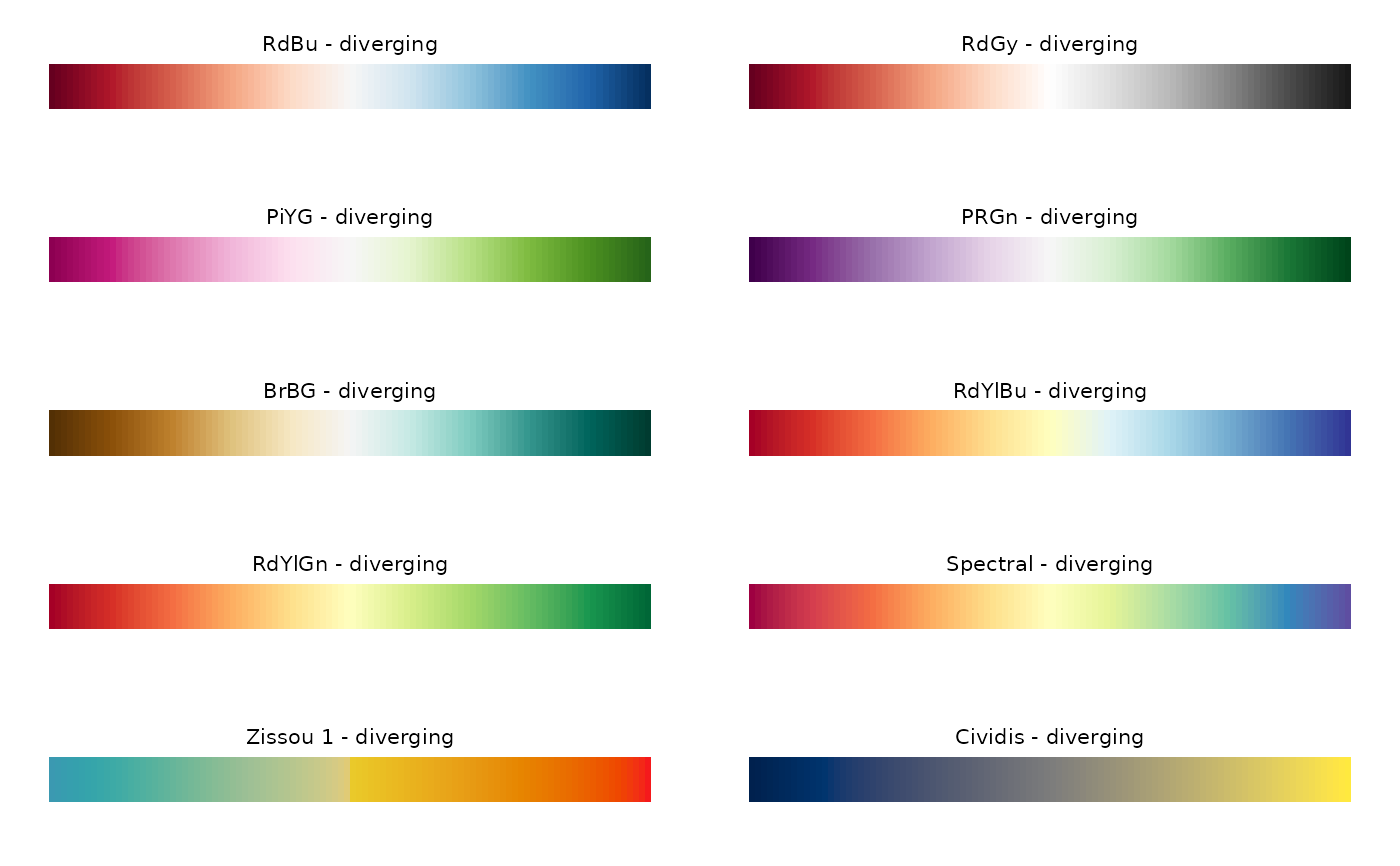 RdBu - diverging
RdGy - diverging
PiYG - diverging
PRGn - diverging
BrBG - diverging
RdYlBu - diverging
RdYlGn - diverging
Spectral - diverging
Zissou 1 - diverging
Cividis - diverging